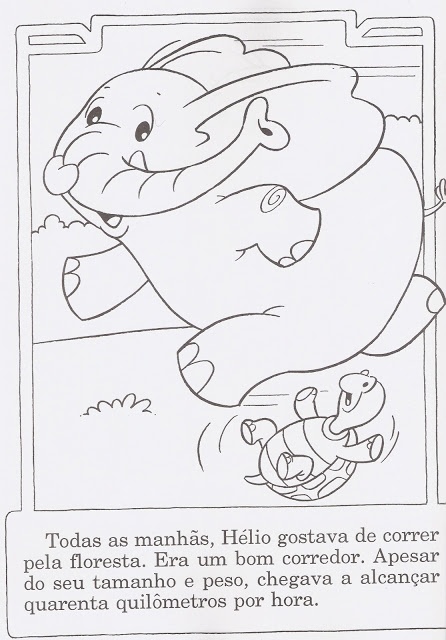 Todas as manhãs, Hélio gostava de correr
pela floresta. Era um bom corredor. Apesar
do seu tamanho e peso, chegava a alcançar
quarenta quilômetros por hora.